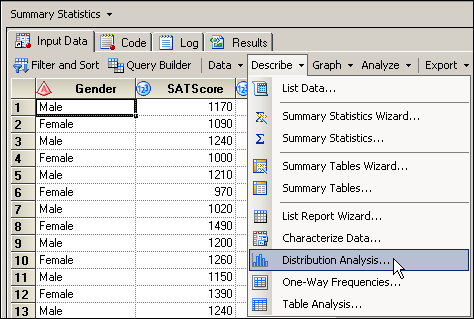 Summary Statistics
Input Data Code Log Results
Filter and Sort Query Builder Data Describe Graph Analyze Export
Gender SATScore
1 Male 1170
2 Female 1090
3 Male 1240
4 Female 1000
5 Male 1210
6 Female 970
7 Male 1020
8 Female 1490
9 Male 1200
10 Female 1260
11 Male 1150
12 Female 1390
13 Male 1240
List Data...
Summary Statistics Wizard...
Summary Statistics...
Summary Tables Wizard...
Summary Tables...
List Report Wizard...
Characterize Data...
Distribution Analysis...
One-Way Frequencies...
Table Analysis...